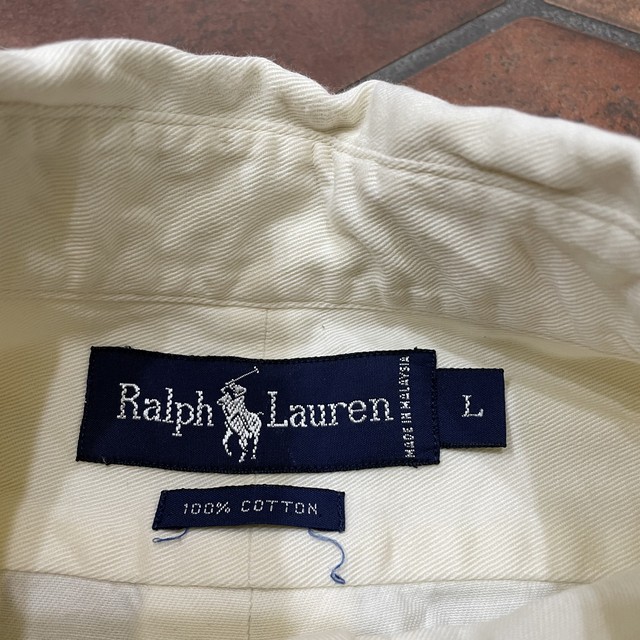 Ralph Lauren
MADE IN MALAYSIA
L
100% COTTON